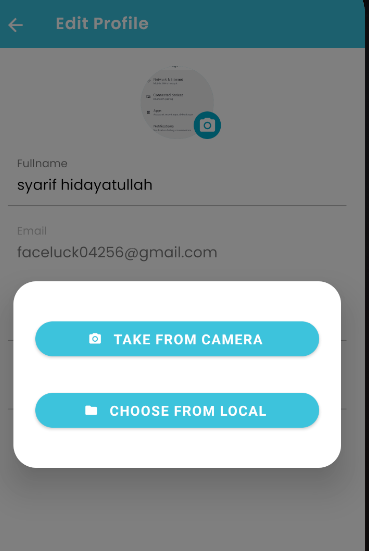 Edit Profile
Fullname
syarif hidayatullah
Email
faceluck04256@gmail.com
TAKE FROM CAMERA
CHOOSE FROM LOCAL